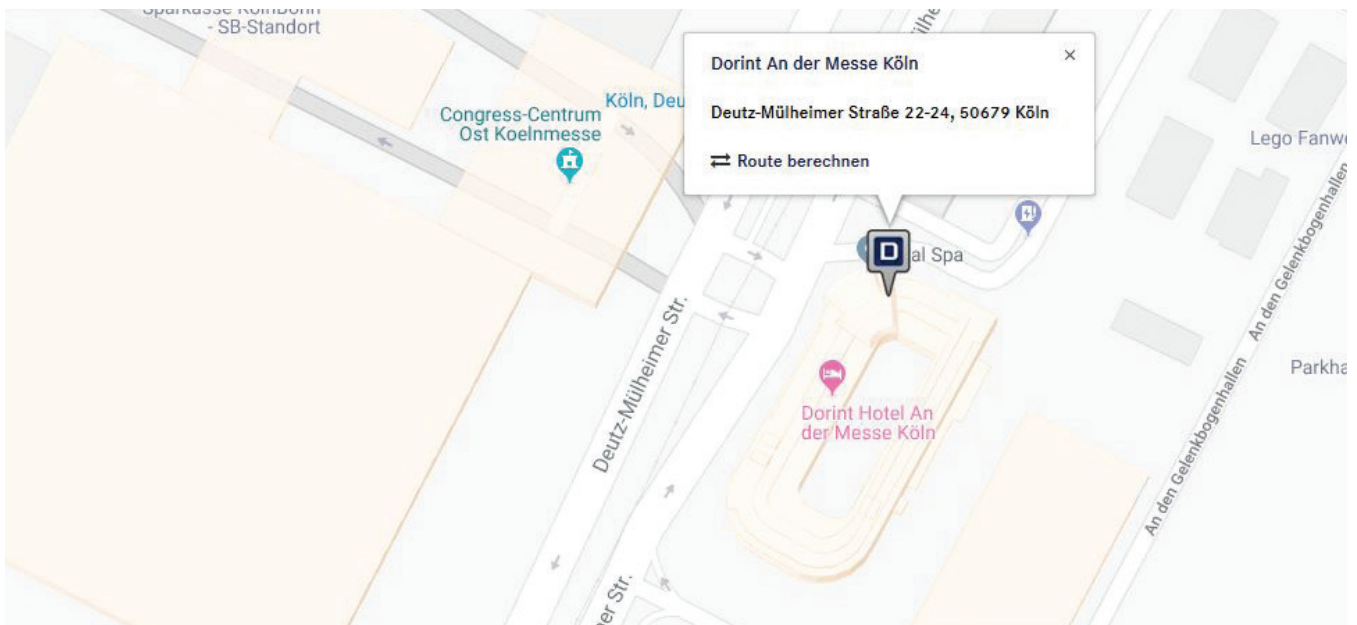 - SB-Standort
Congress-Centrum
Ost Koelnmesse
Köln, Deu
Dorint An der Messe Köln
×
Deutz-Mülheimer Straße 22-24, 50679 Köln
Route berechnen
Lego Fanwe
D
al Spa
An den Gelenkbogenhallen
Deutz-Mülheimer Str.
Dorint Hotel An
der Messe Köln
Parkha
An den Gelenkbogenhallen
er Str.